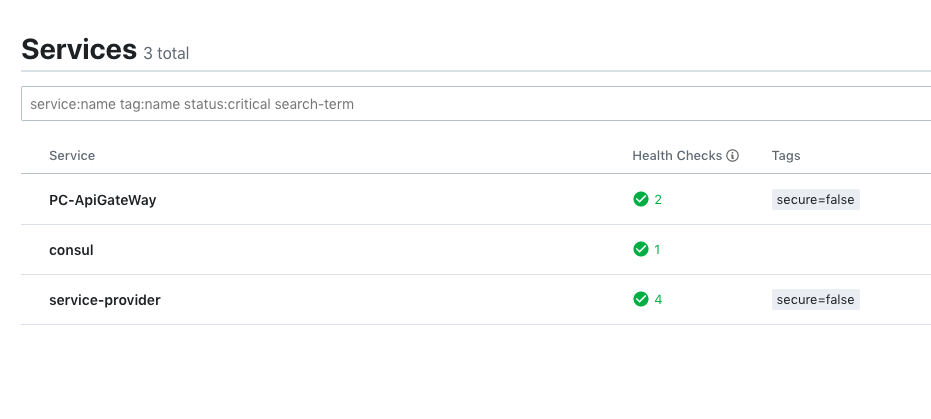 Services 3 total
service:name tag:name status:critical search-term
Service Health Checks Tags
PC-ApiGateWay 2 secure=false
consul 1
service-provider 4 secure=false